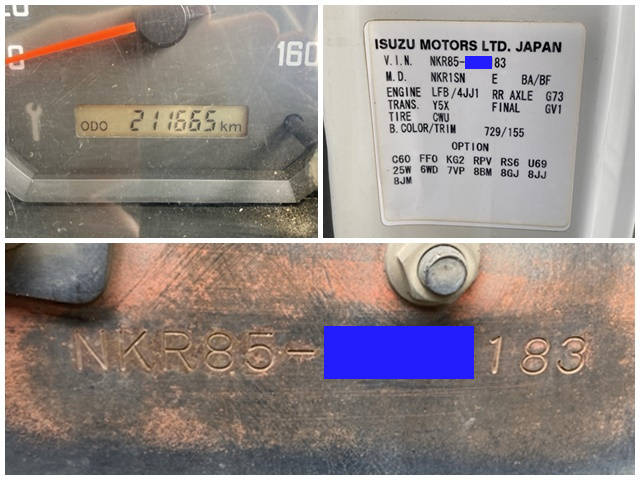 160
ODO 211665 km
ISUZU MOTORS LTD. JAPAN
V.I.N. NKR85- 83
M.D. NKR1SN E BA/BF
ENGINE LFB/4JJ1 RR AXLE G73
TRANS. Y5X FINAL GV1
TIRE CWU
B.COLOR/TRIM 729/155
OPTION
C60 FF0 KG2 RPV RS6 U69
25W 6WD 7VP 8BM 8GJ 8JJ
8JM
NKR85- 183